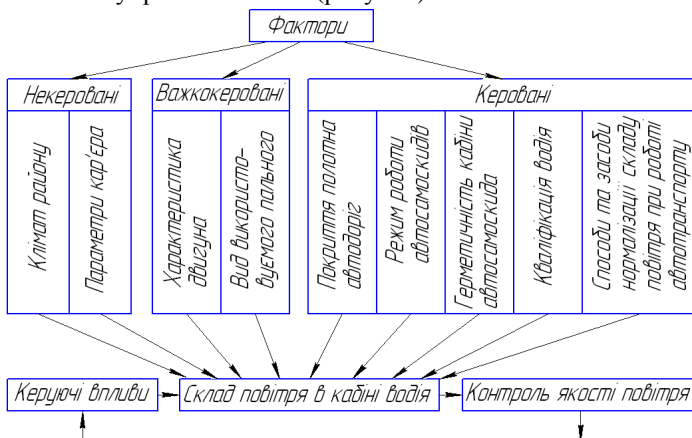 Фактори
Некеровані
Важкокеровані
Керовані
Клімат району
Параметри кар'єра
Характеристика
двигуна
Вид використо-
вуемого пального
Покриття полотна
автодоріг
Режим роботи
автосамоскидів
Герметичність кабіни
автосамоскида
Кваліфікація водія
Способи та засоби
нормалізації складу
повітря при роботі
автотранспорту
Керуючі впливи
Склад повітря в кабіні водія
Контроль якості повітря